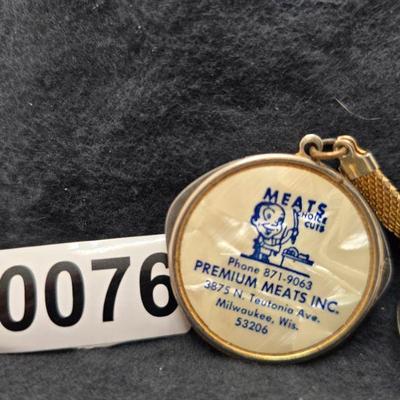 0076
MEATS
CHOICE
CUTS
Phone 871-9063
PREMIUM MEATS INC.
3875 N. Teutonia Ave.
Milwaukee, Wis.
53206